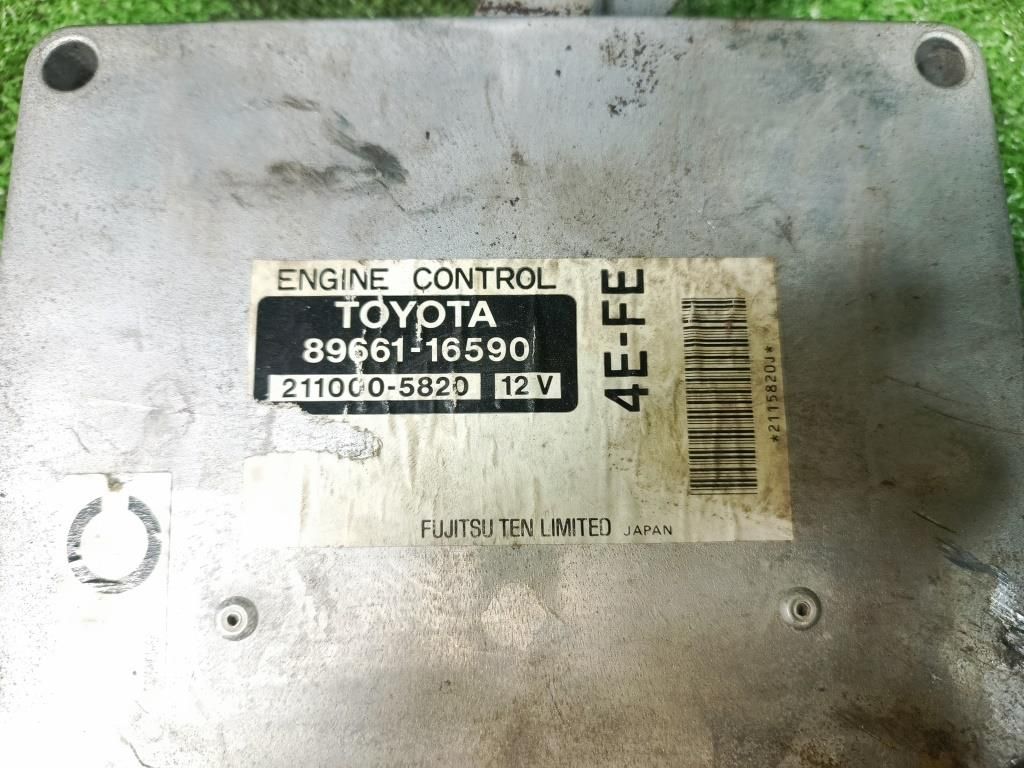 ENGINE CONTROL
TOYOTA
89661-16590
211000-5820 12 V
4E-FE
*2115820J*
FUJITSU TEN LIMITED JAPAN